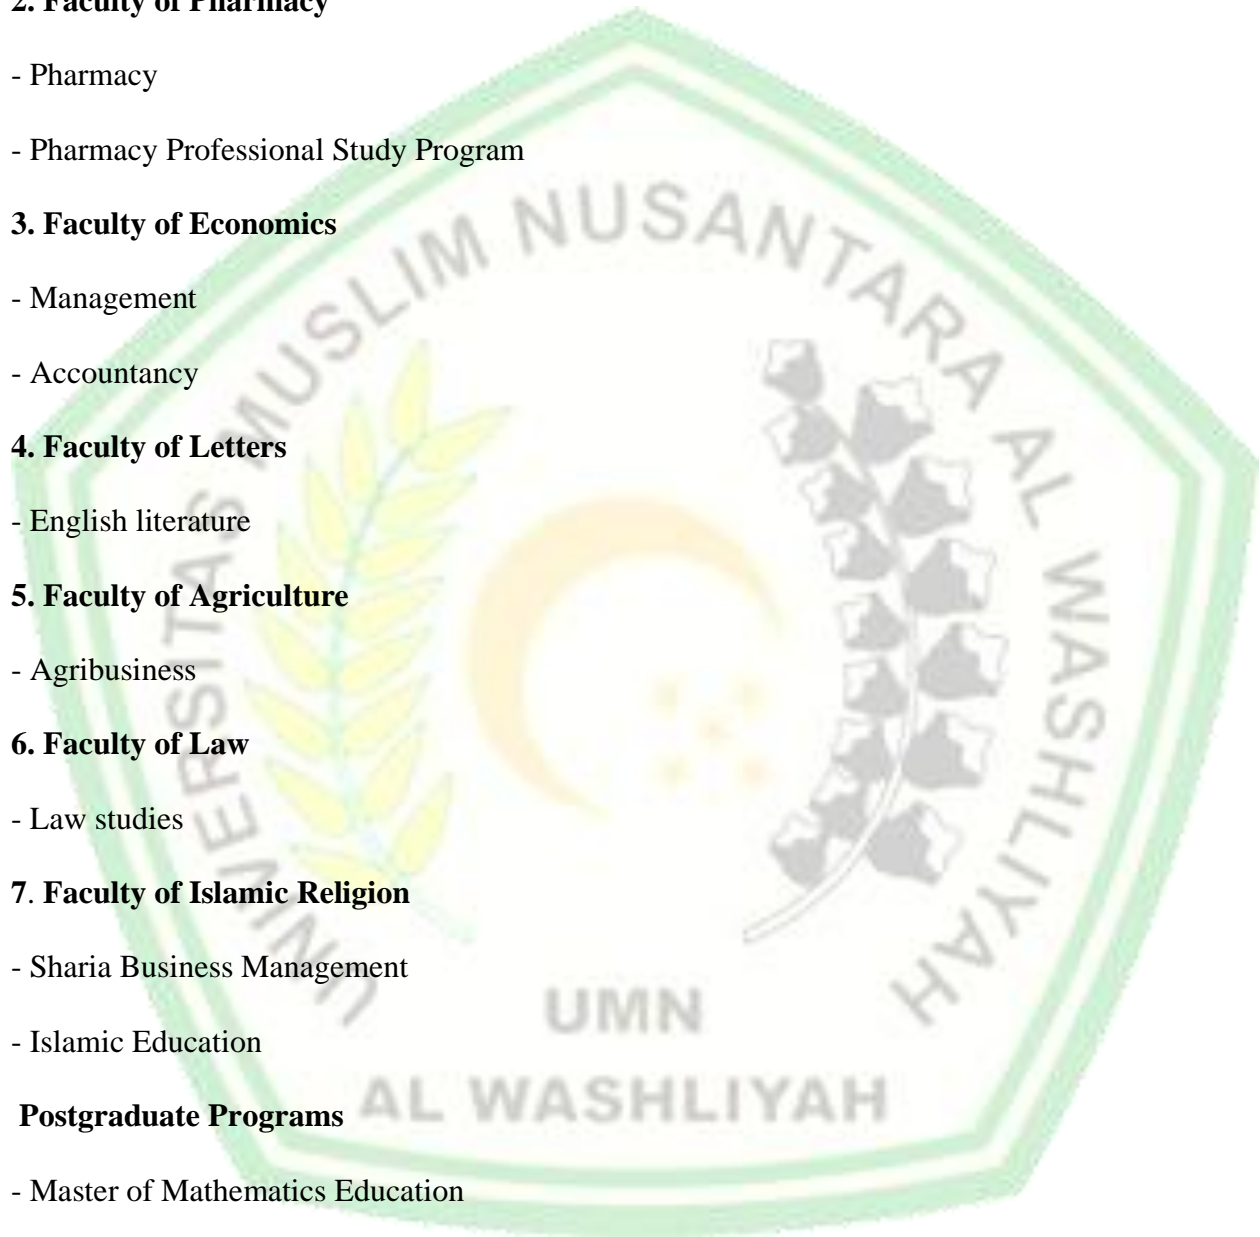 2. Faculty of Pharmacy
- Pharmacy
- Pharmacy Professional Study Program
3. Faculty of Economics
- Management
- Accountancy
4. Faculty of Letters
- English literature
5. Faculty of Agriculture
- Agribusiness
6. Faculty of Law
- Law studies
7. Faculty of Islamic Religion
- Sharia Business Management
- Islamic Education
Postgraduate Programs
- Master of Mathematics Education
UNIVERSITAS MUSLIM NUSANTARA AL WASHLIYAH
UMN
AL WASHLIYAH